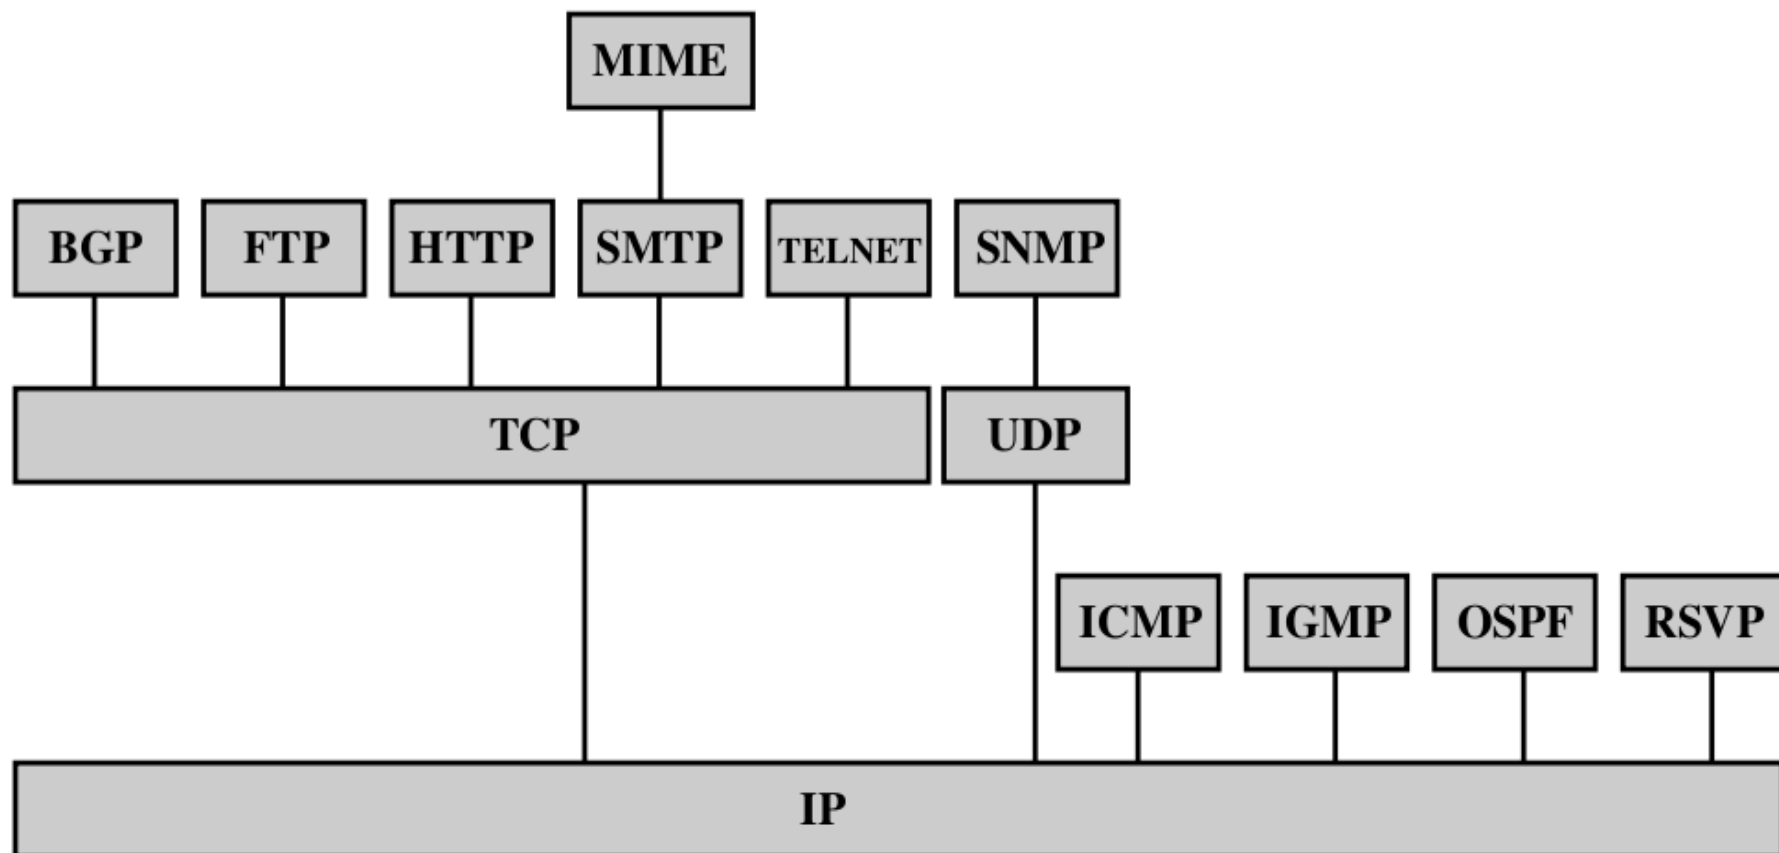 MIME
BGP FTP HTTP SMTP TELNET SNMP
TCP UDP
ICMP IGMP OSPF RSVP
IP